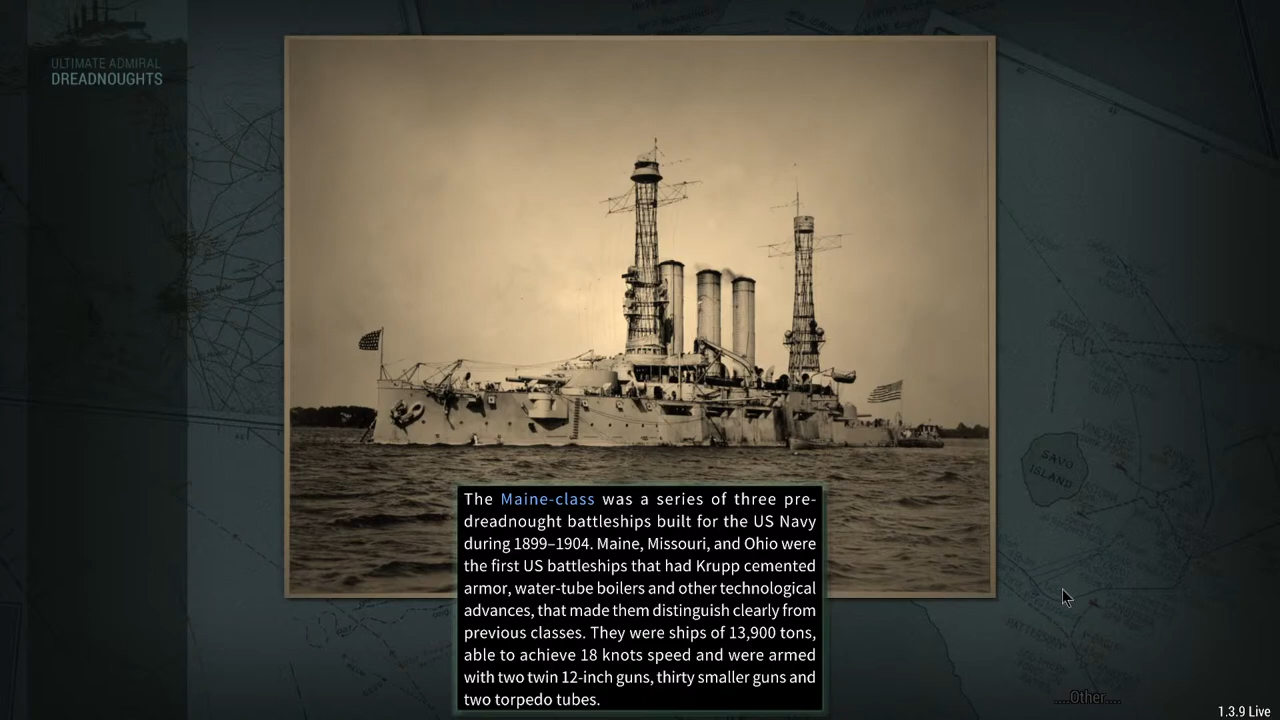 ULTIMATE ADMIRAL
DREADNOUGHTS
SAVO
ISLAND
The Maine-class was a series of three pre-
dreadnought battleships built for the US Navy
during 1899–1904. Maine, Missouri, and Ohio were
the first US battleships that had Krupp cemented
armor, water-tube boilers and other technological
advances, that made them distinguish clearly from
previous classes. They were ships of 13,900 tons,
able to achieve 18 knots speed and were armed
with two twin 12-inch guns, thirty smaller guns and
two torpedo tubes.
....Other....
1.3.9 Live